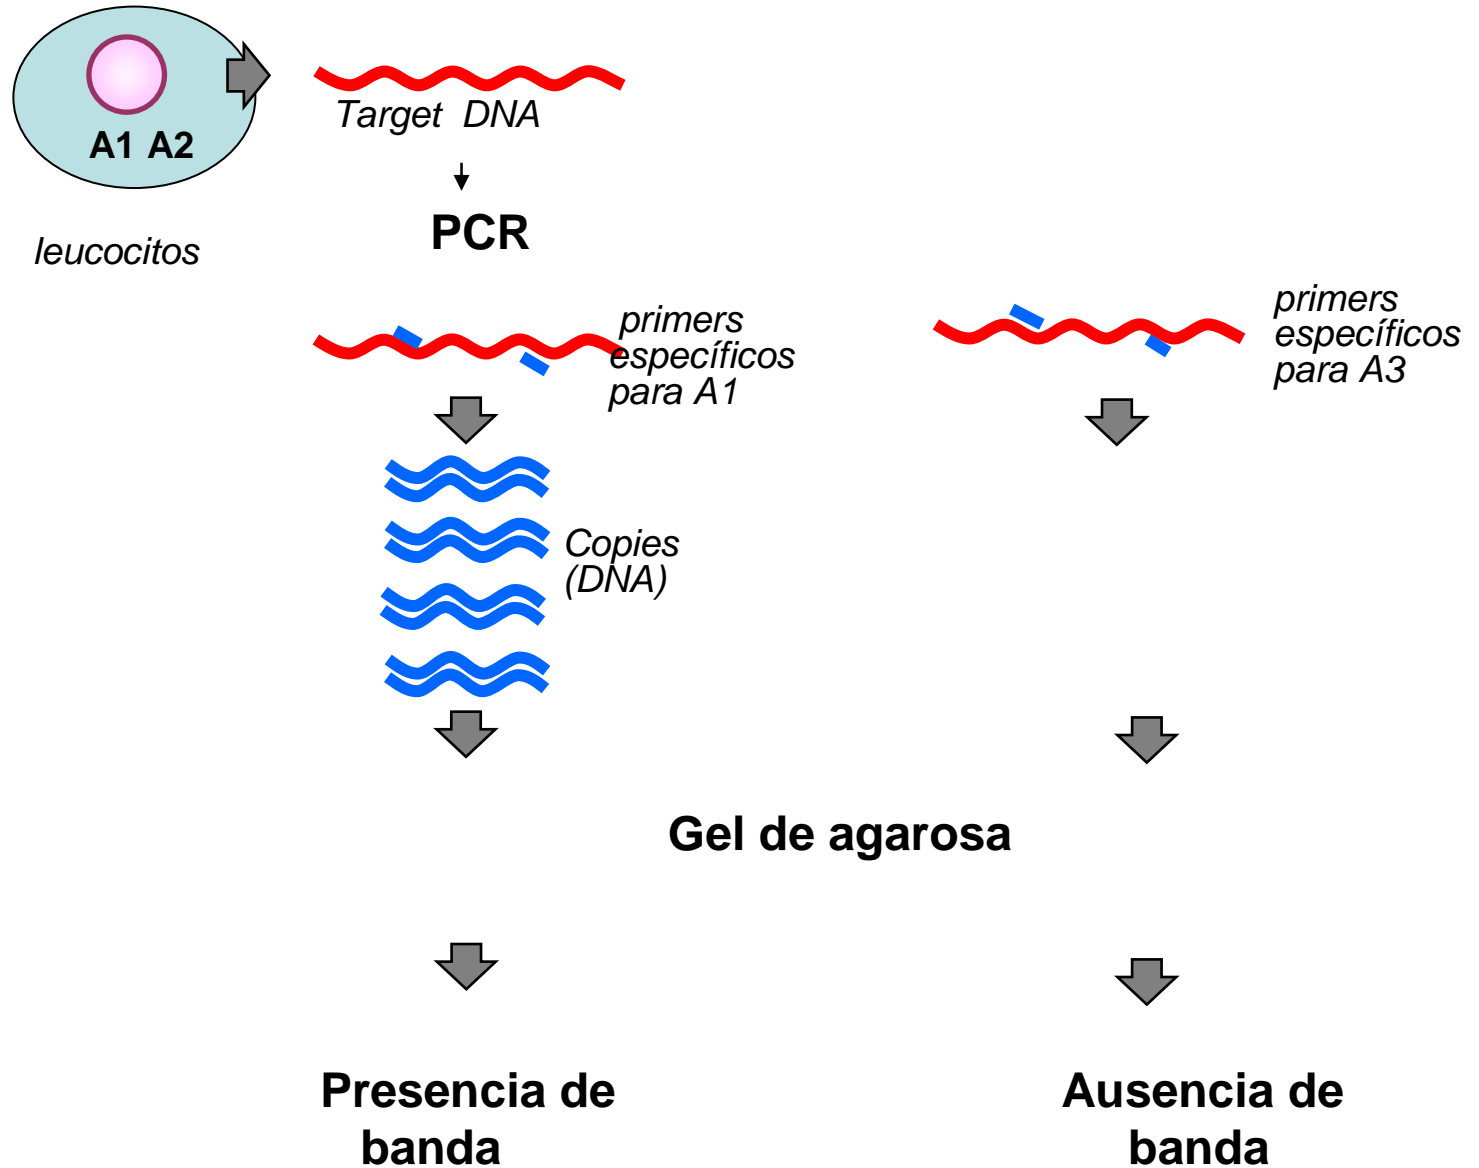 A1 A2
Target DNA
leucocitos
PCR
primers
específicos
para A1
primers
específicos
para A3
Copies
(DNA)
Gel de agarosa
Presencia de
banda
Ausencia de
banda